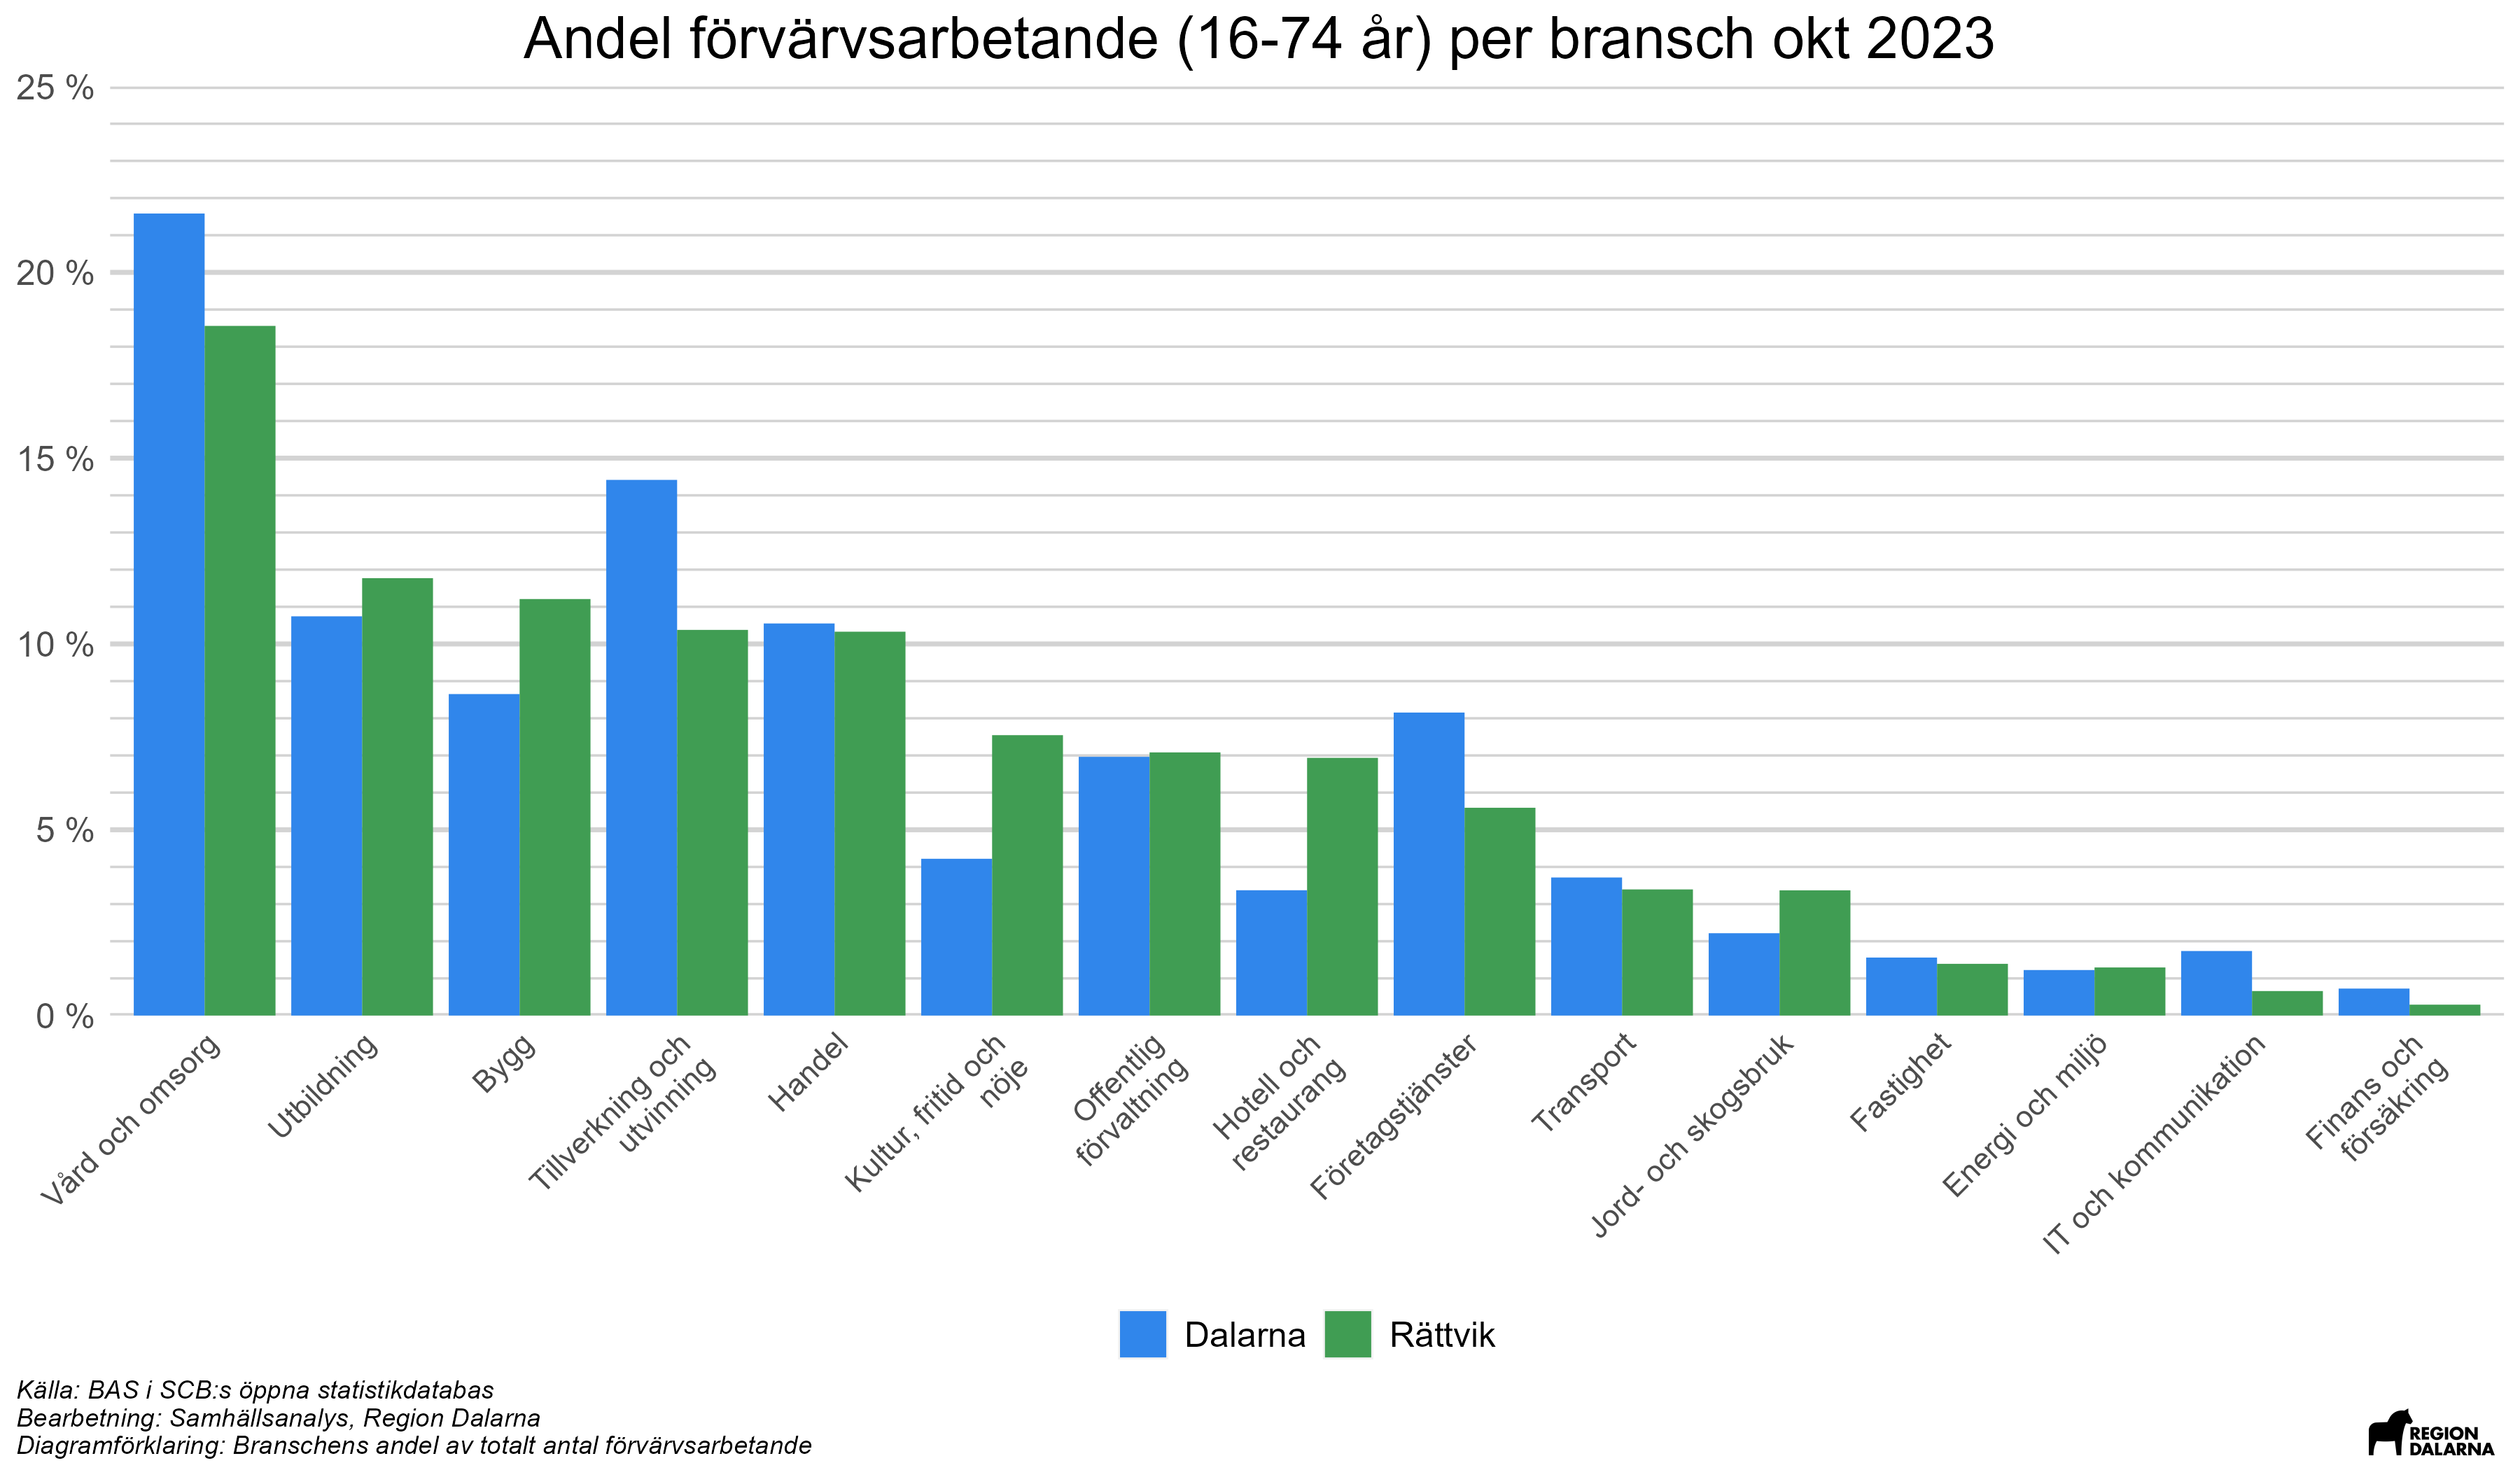 Andel förvärvsarbetande (16-74 år) per bransch okt 2023
25 %
20 %
15 %
10 %
5 %
0 %
Vård och omsorg
Utbildning
Bygg
Tillverkning och
utvinning
Handel
Kultur, fritid och
nöje
Offentlig
förvaltning
Hotell och
restaurang
Företagstjänster
Transport
Jord- och skogsbruk
Fastighet
Energi och miljö
IT och kommunikation
Finans och
försäkring
Dalarna
Rättvik
Källa: BAS i SCB:s öppna statistikdatabas
Bearbetning: Samhällsanalys, Region Dalarna
Diagramförklaring: Branschens andel av totalt antal förvärvsarbetande
REGION
DALARNA